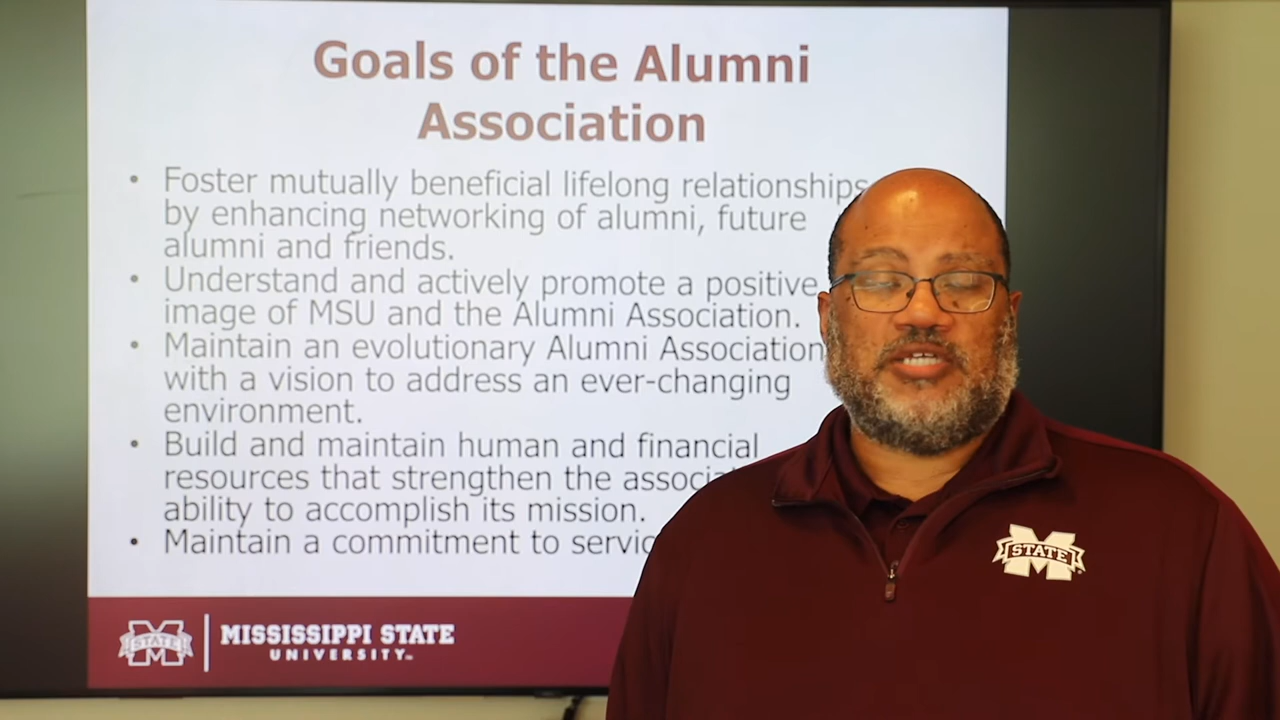 Goals of the Alumni
Association
• Foster mutually beneficial lifelong relationships
by enhancing networking of alumni, future
alumni and friends.
• Understand and actively promote a positive
image of MSU and the Alumni Association.
• Maintain an evolutionary Alumni Association
with a vision to address an ever-changing
environment.
• Build and maintain human and financial
resources that strengthen the
ability to accomplish its mission.
• Maintain a commitment to
STATE
STATE
MISSISSIPPI STATE
UNIVERSITY™